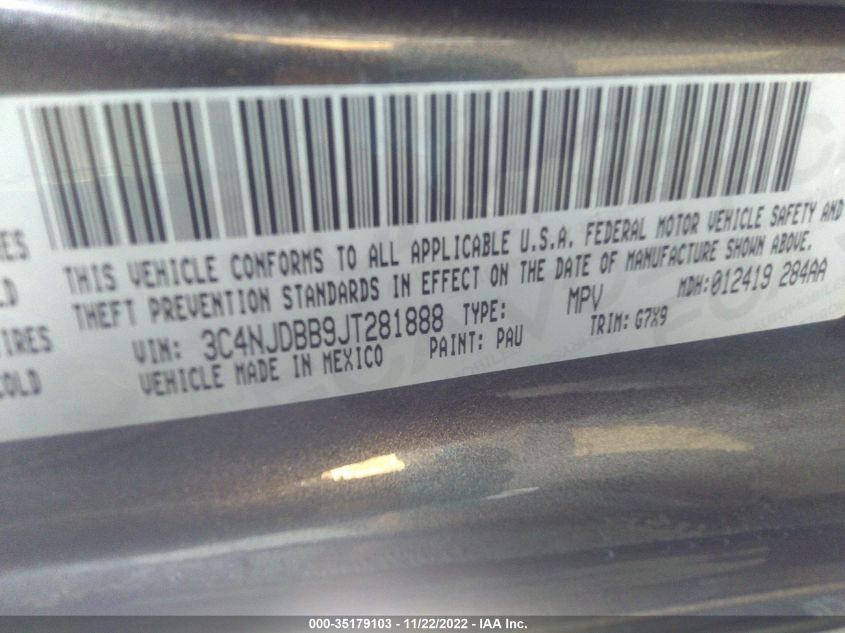 THIS VEHICLE CONFORMS TO ALL APPLICABLE U.S.A. FEDERAL MOTOR VEHICLE SAFETY AND
THEFT PREVENTION STANDARDS IN EFFECT ON THE DATE OF MANUFACTURE SHOWN ABOVE.
VIN: 3C4NJDBB9JT281888 TYPE: MPV MDH:012419 284AA
VEHICLE MADE IN MEXICO PAINT: PAU TRIM: G7X9
IRES
COLD
000-35179103 - 11/22/2022 - IAA Inc.